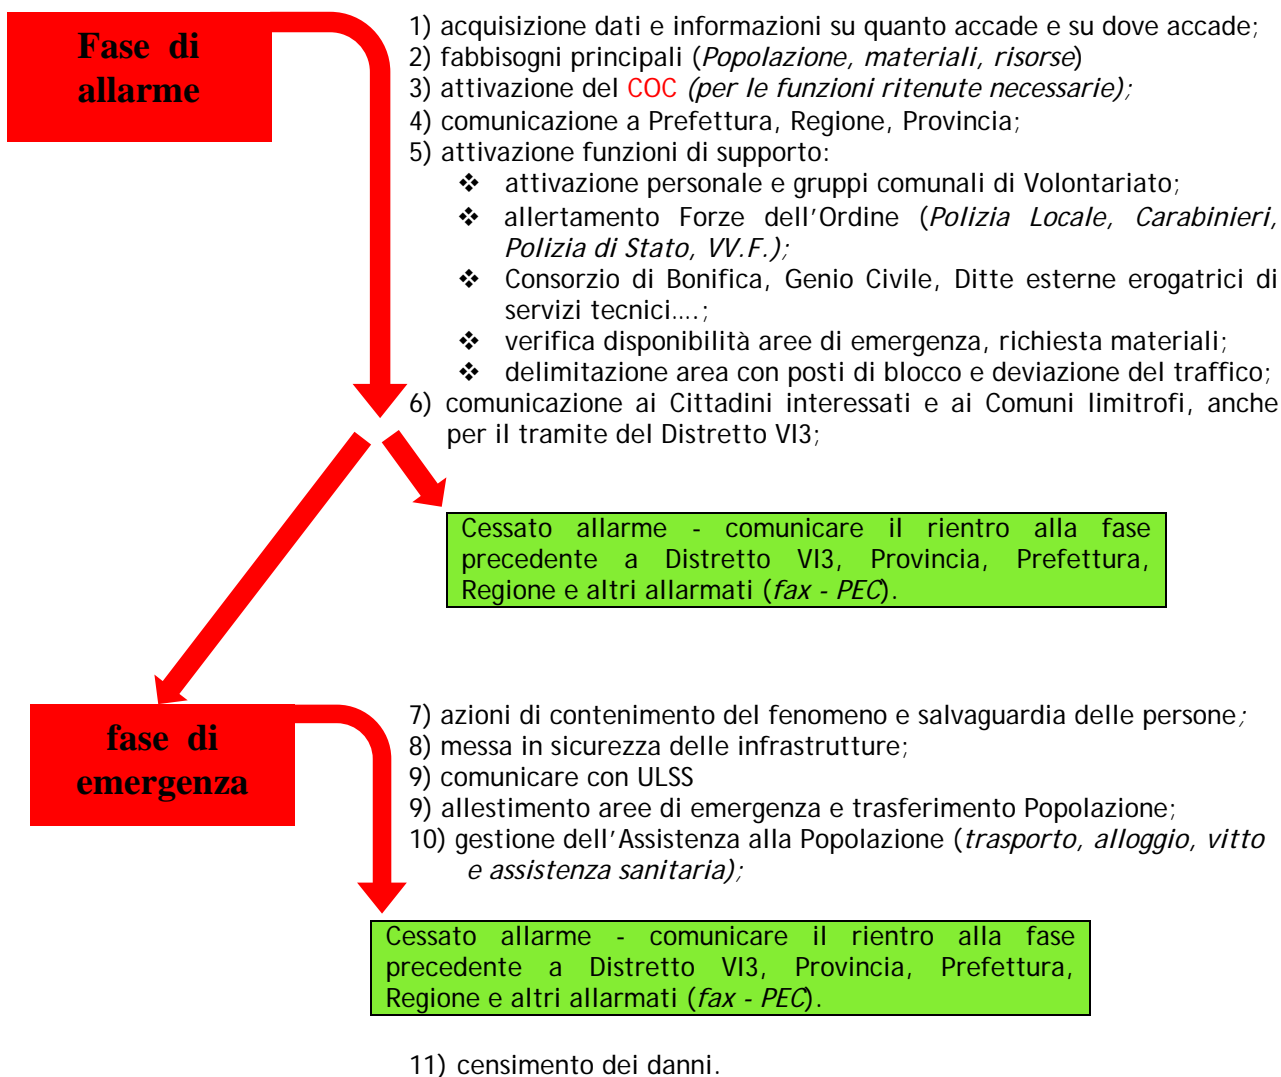 Fase di
allarme
1) acquisizione dati e informazioni su quanto accade e su dove accade;
2) fabbisogni principali (Popolazione, materiali, risorse)
3) attivazione del COC (per le funzioni ritenute necessarie);
4) comunicazione a Prefettura, Regione, Provincia;
5) attivazione funzioni di supporto:
❖ attivazione personale e gruppi comunali di Volontariato;
❖ allertamento Forze dell'Ordine (Polizia Locale, Carabinieri,
Polizia di Stato, VV.F.);
❖ Consorzio di Bonifica, Genio Civile, Ditte esterne erogatrici di
servizi tecnici….;
❖ verifica disponibilità aree di emergenza, richiesta materiali;
❖ delimitazione area con posti di blocco e deviazione del traffico;
6) comunicazione ai Cittadini interessati e ai Comuni limitrofi, anche
per il tramite del Distretto VI3;
Cessato allarme - comunicare il rientro alla fase
precedente a Distretto VI3, Provincia, Prefettura,
Regione e altri allarmati (fax - PEC).
fase di
emergenza
7) azioni di contenimento del fenomeno e salvaguardia delle persone;
8) messa in sicurezza delle infrastrutture;
9) comunicare con ULSS
9) allestimento aree di emergenza e trasferimento Popolazione;
10) gestione dell'Assistenza alla Popolazione (trasporto, alloggio, vitto
e assistenza sanitaria);
Cessato allarme - comunicare il rientro alla fase
precedente a Distretto VI3, Provincia, Prefettura,
Regione e altri allarmati (fax - PEC).
11) censimento dei danni.